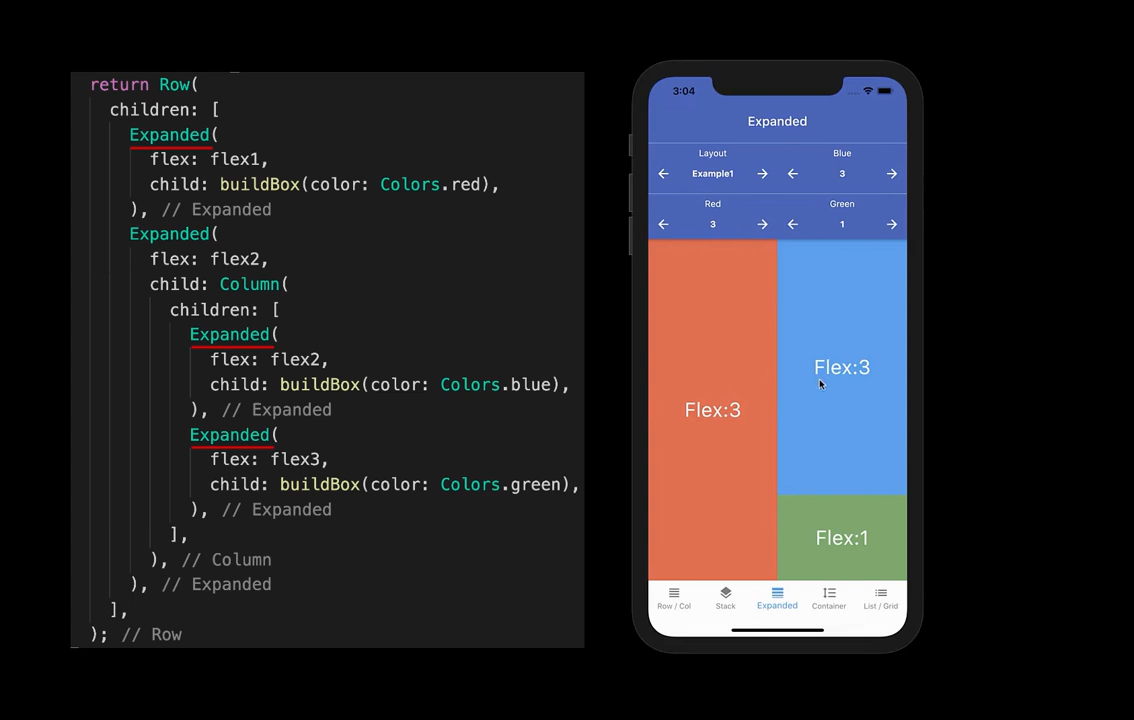 return Row(
children: [
Expanded(
flex: flex1,
child: buildBox(color: Colors.red),
), // Expanded
Expanded(
flex: flex2,
child: Column(
children: [
Expanded(
flex: flex2,
child: buildBox(color: Colors.blue),
), // Expanded
Expanded(
flex: flex3,
child: buildBox(color: Colors.green),
), // Expanded
],
), // Column
), // Expanded
],
); // Row
3:04
Expanded
Layout Blue
Example1 3
Red Green
3 1
Flex:3
Flex:3
Flex:1
Row / Col Stack Expanded Container List / Grid